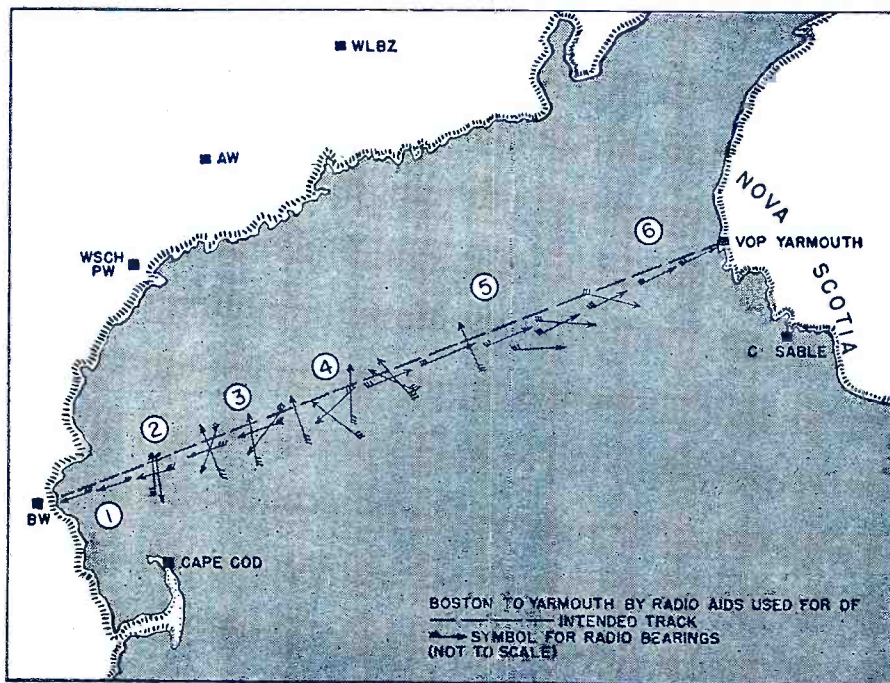 WLBZ
AW
WSCH
PW
NOVA SCOTIA
VOP YARMOUTH
C. SABLE
6
5
4
3
2
1
BW
CAPE COD
BOSTON TO YARMOUTH BY RADIO AIDS USED FOR DF
INTENDED TRACK
SYMBOL FOR RADIO BEARINGS
(NOT TO SCALE)